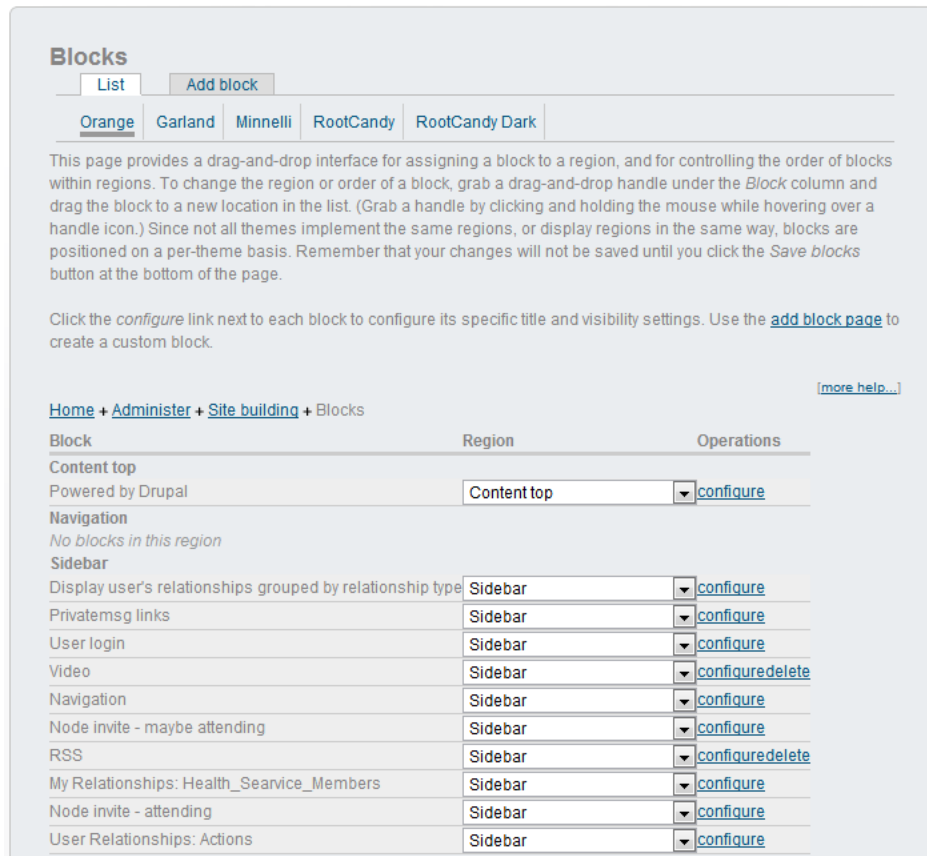 Blocks
List Add block
Orange Garland Minnelli RootCandy RootCandy Dark
This page provides a drag-and-drop interface for assigning a block to a region, and for controlling the order of blocks
within regions. To change the region or order of a block, grab a drag-and-drop handle under the Block column and
drag the block to a new location in the list. (Grab a handle by clicking and holding the mouse while hovering over a
handle icon.) Since not all themes implement the same regions, or display regions in the same way, blocks are
positioned on a per-theme basis. Remember that your changes will not be saved until you click the Save blocks
button at the bottom of the page.
Click the configure link next to each block to configure its specific title and visibility settings. Use the add block page to
create a custom block.
[more help...]
Home + Administer + Site building + Blocks
Block Region Operations
Content top
Powered by Drupal Content top configure
Navigation
No blocks in this region
Sidebar
Display user's relationships grouped by relationship type Sidebar configure
Privatemsg links Sidebar configure
User login Sidebar configure
Video Sidebar configuredelete
Navigation Sidebar configure
Node invite - maybe attending Sidebar configure
RSS Sidebar configuredelete
My Relationships: Health_Searvice_Members Sidebar configure
Node invite - attending Sidebar configure
User Relationships: Actions Sidebar configure